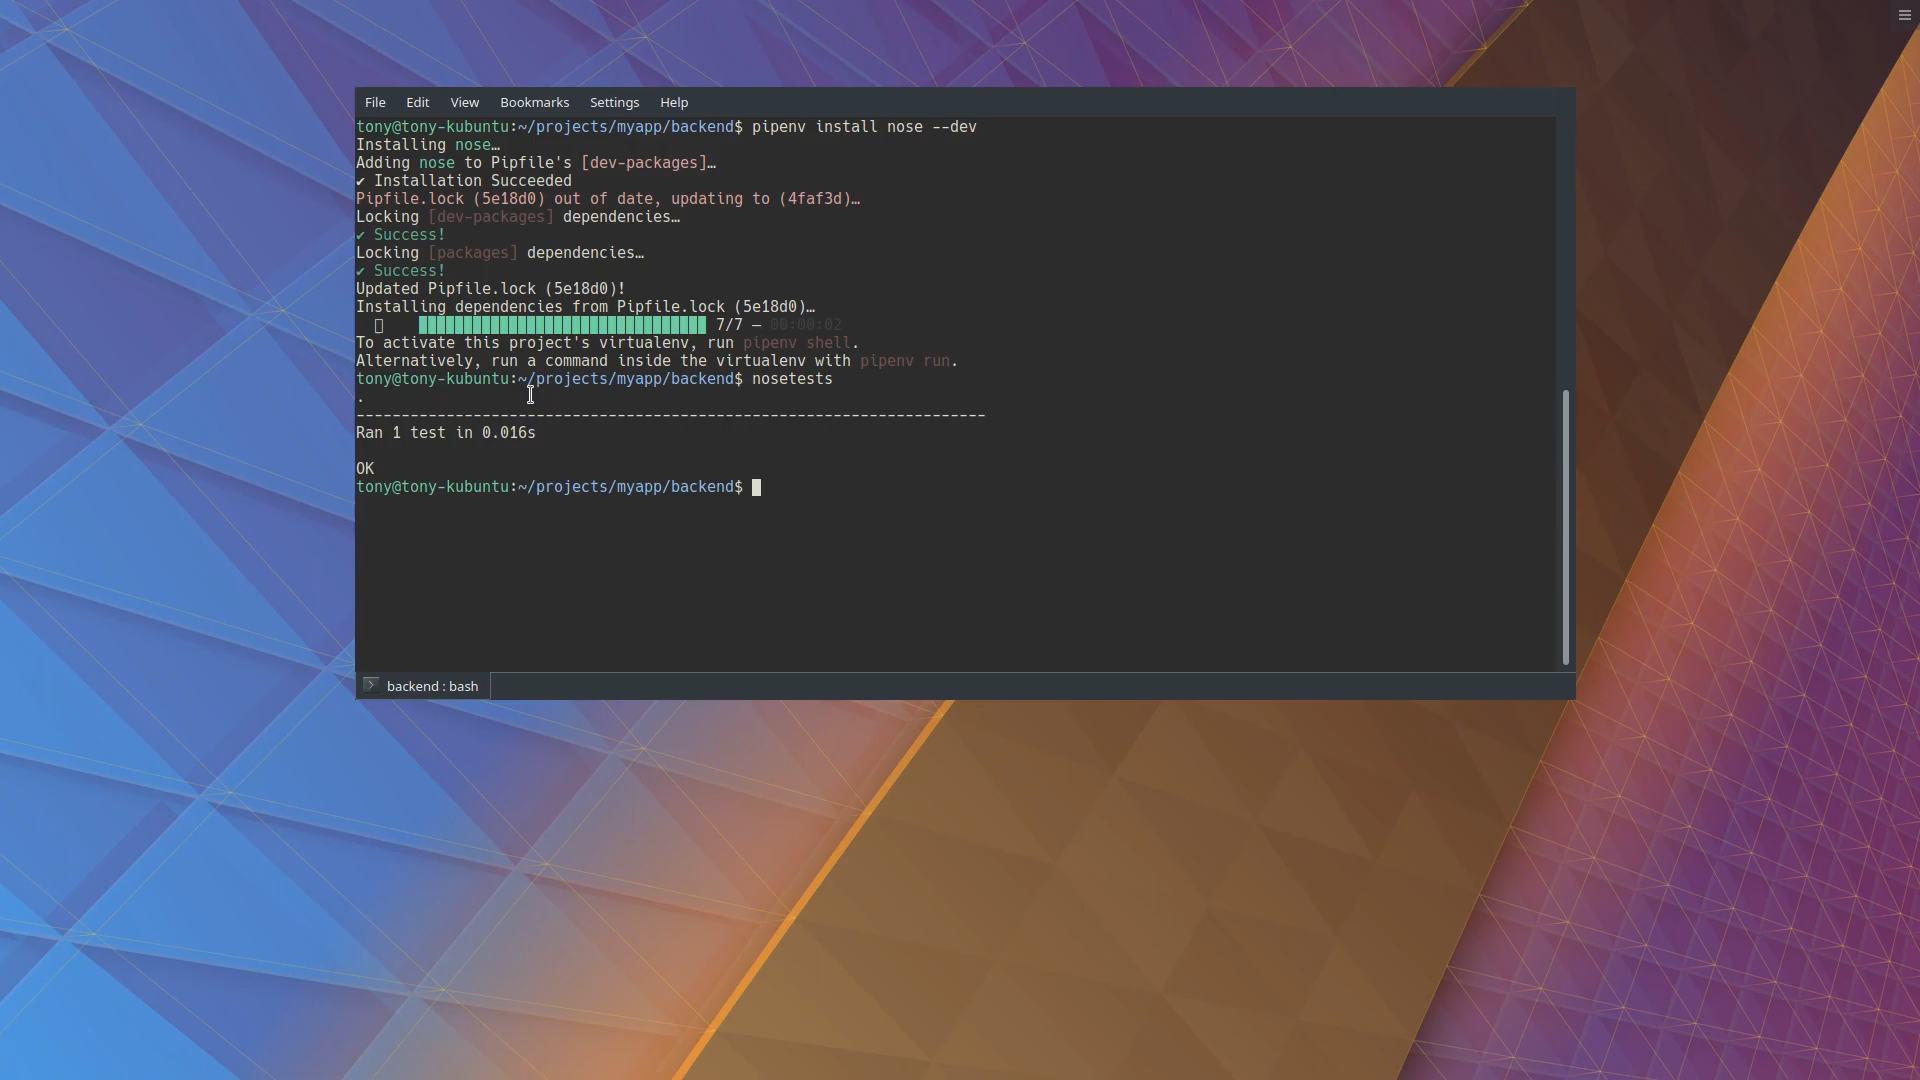 File Edit View Bookmarks Settings Help
tony@tony-kubuntu:~/projects/myapp/backend$ pipenv install nose --dev
Installing nose…
Adding nose to Pipfile's [dev-packages]…
✔ Installation Succeeded
Pipfile.lock (5e18d0) out of date, updating to (4faf3d)…
Locking [dev-packages] dependencies…
✔ Success!
Locking [packages] dependencies…
✔ Success!
Updated Pipfile.lock (5e18d0)!
Installing dependencies from Pipfile.lock (5e18d0)…
7/7 — 00:00:02
To activate this project's virtualenv, run pipenv shell.
Alternatively, run a command inside the virtualenv with pipenv run.
tony@tony-kubuntu:~/projects/myapp/backend$ nosetests
.
----------------------------------------------------------------------
Ran 1 test in 0.016s
OK
tony@tony-kubuntu:~/projects/myapp/backend$
backend : bash